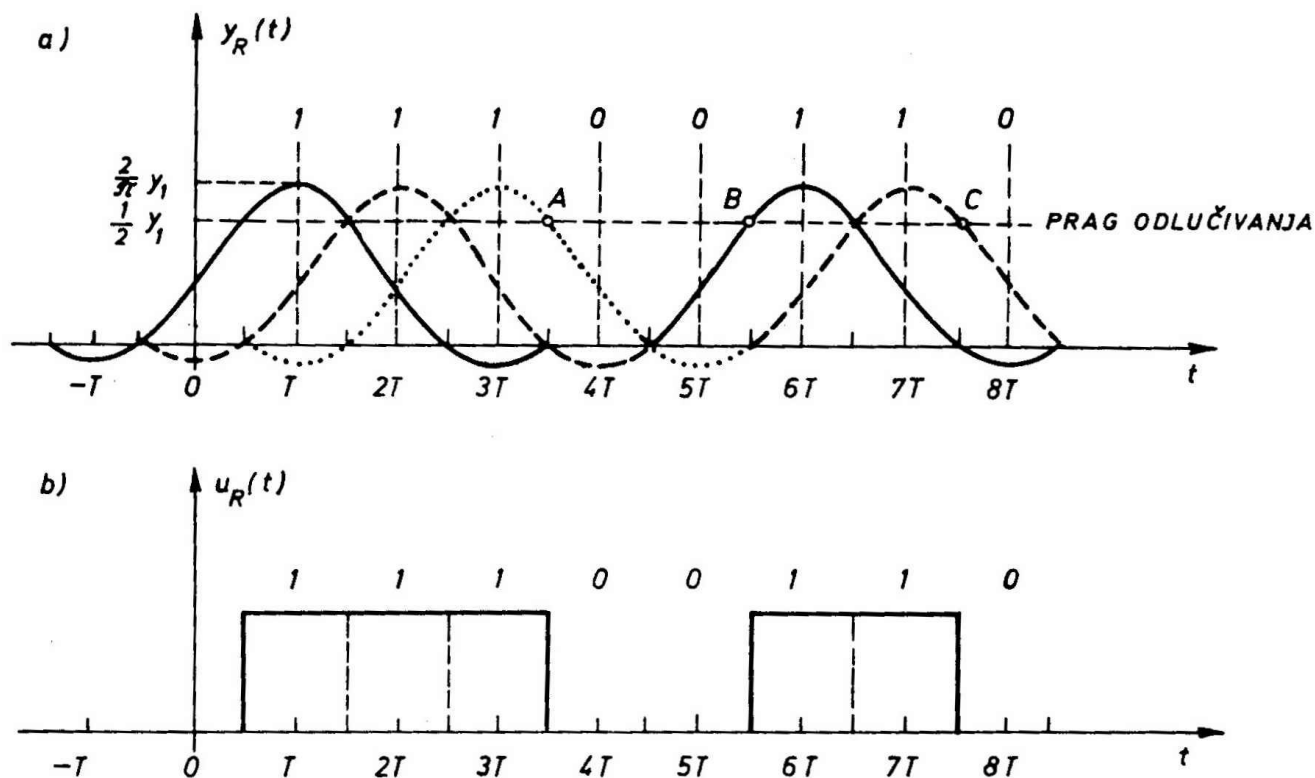 a) y_R(t)
1 1 1 0 0 1 1 0
2/3π y₁
A B C
1/2 y₁ PRAG ODLUČIVANJA
-T 0 T 2T 3T 4T 5T 6T 7T 8T t
b) u_R(t)
1 1 1 0 0 1 1 0
-T 0 T 2T 3T 4T 5T 6T 7T 8T t